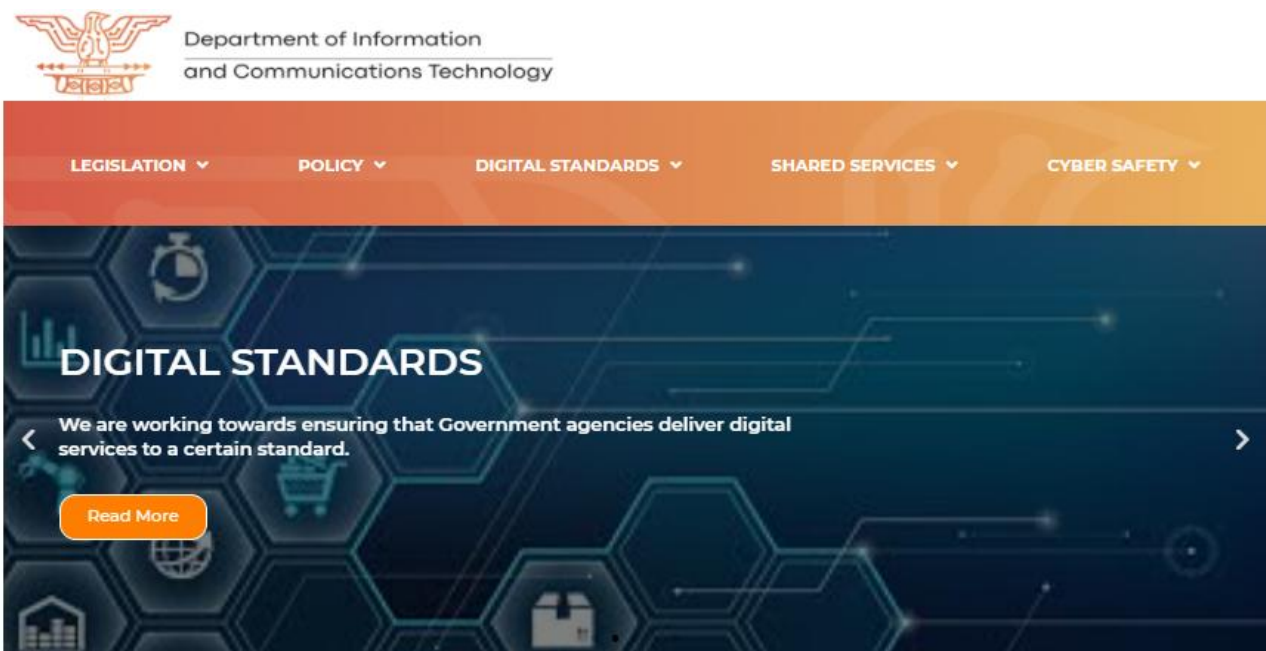 Department of Information
and Communications Technology
LEGISLATION
POLICY
DIGITAL STANDARDS
SHARED SERVICES
CYBER SAFETY
DIGITAL STANDARDS
We are working towards ensuring that Government agencies deliver digital
services to a certain standard.
Read More